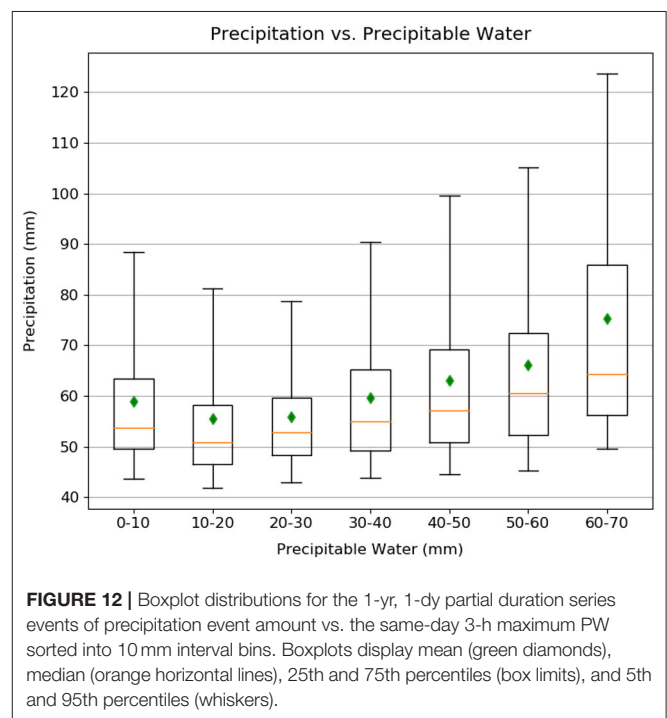 Precipitation vs. Precipitable Water
120
110
100
90
80
70
60
50
40
Precipitation (mm)
0-10 10-20 20-30 30-40 40-50 50-60 60-70
Precipitable Water (mm)
FIGURE 12 | Boxplot distributions for the 1-yr, 1-dy partial duration series
events of precipitation event amount vs. the same-day 3-h maximum PW
sorted into 10 mm interval bins. Boxplots display mean (green diamonds),
median (orange horizontal lines), 25th and 75th percentiles (box limits), and 5th
and 95th percentiles (whiskers).